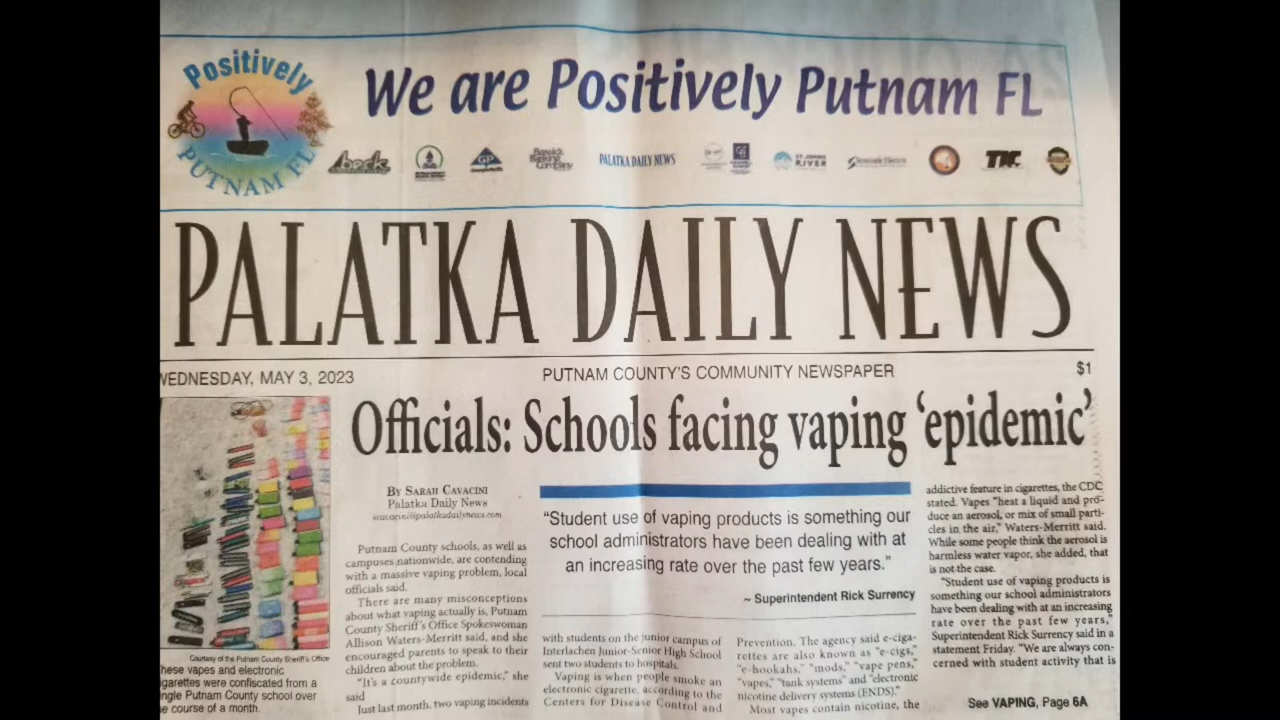 Positively
PUTNAM FL
We are Positively Putnam FL
beck
GP
PALATKA DAILY NEWS
ST JOHNS
RIVER
PALATKA DAILY NEWS
WEDNESDAY, MAY 3, 2023
PUTNAM COUNTY'S COMMUNITY NEWSPAPER
$1
Officials: Schools facing vaping ‘epidemic’
Courtesy of the Putnam County Sheriff's Office
hese vapes and electronic
garettes were confiscated from a
ngle Putnam County school over
e course of a month.
BY SARAH CAVACINI
Palatka Daily News
scavacini@palatkadailynews.com
Putnam County schools, as well as
campuses nationwide, are contending
with a massive vaping problem, local
officials said.
There are many misconceptions
about what vaping actually is, Putnam
County Sheriff's Office Spokeswoman
Allison Waters-Merritt said, and she
encouraged parents to speak to their
children about the problem.
“It's a countywide epidemic,” she
said
Just last month, two vaping incidents
“Student use of vaping products is something our
school administrators have been dealing with at
an increasing rate over the past few years.”
~ Superintendent Rick Surrency
with students on the junior campus of
Interlachen Junior-Senior High School
sent two students to hospitals.
Vaping is when people smoke an
electronic cigarette, according to the
Centers for Disease Control and
Prevention. The agency said e-ciga-
rettes are also known as “e-cigs,”
“e-hookahs,” “mods,” “vape pens,”
“vapes,” “tank systems” and “electronic
nicotine delivery systems (ENDS).”
Most vapes contain nicotine, the
addictive feature in cigarettes, the CDC
stated. Vapes “heat a liquid and pro-
duce an aerosol, or mix of small parti-
cles in the air,” Waters-Merritt said.
While some people think the aerosol is
harmless water vapor, she added, that
is not the case.
“Student use of vaping products is
something our school administrators
have been dealing with at an increasing
rate over the past few years,”
Superintendent Rick Surrency said in a
statement Friday. “We are always con-
cerned with student activity that is
See VAPING, Page 6A